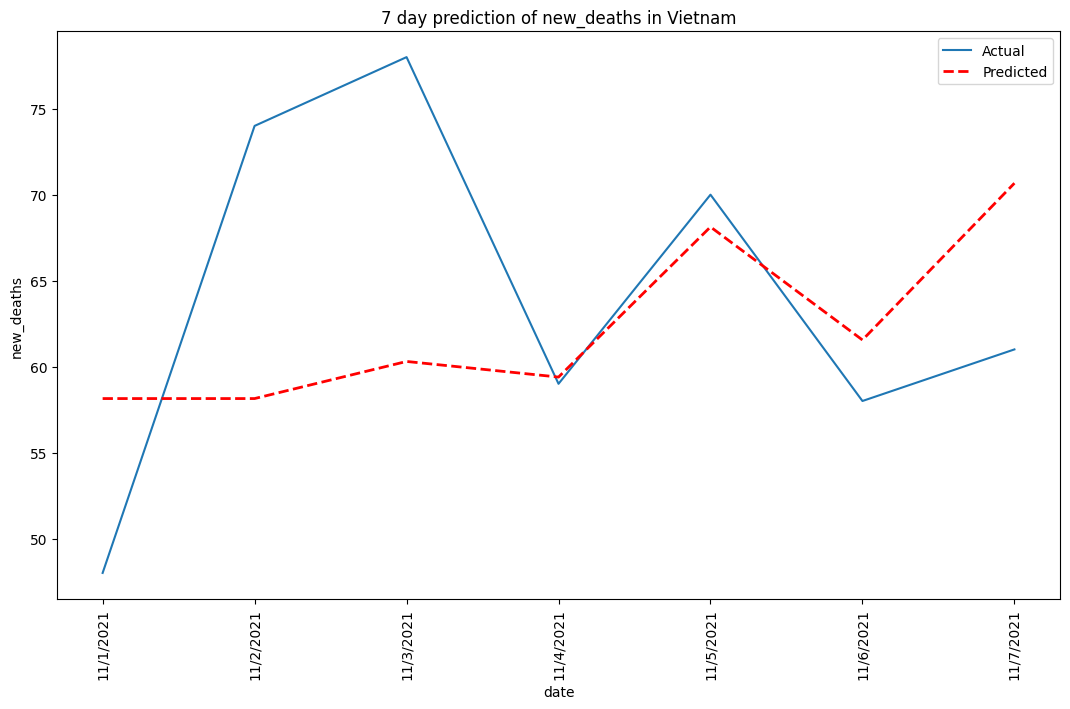 7 day prediction of new_deaths in Vietnam
Actual
Predicted
new_deaths
75
70
65
60
55
50
11/1/2021
11/2/2021
11/3/2021
11/4/2021
11/5/2021
11/6/2021
11/7/2021
date